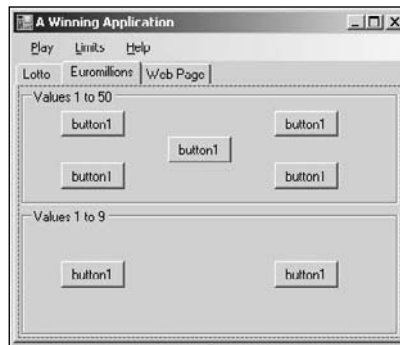 A Winning Application
Play Limits Help
Lotto Euromillions Web Page
Values 1 to 50
button1 button1
button1
button1 button1
Values 1 to 9
button1 button1